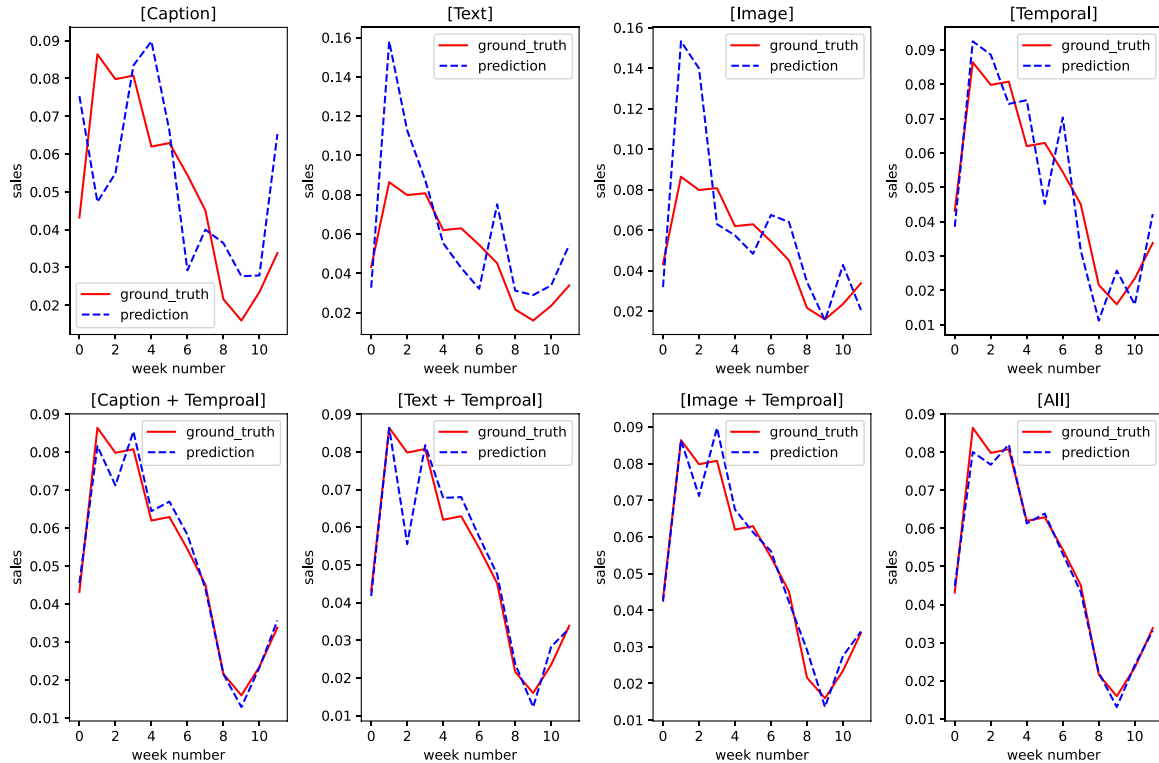 [Caption]
0.09
0.08
0.07
0.06
0.05
0.04
0.03
0.02
sales
ground_truth
prediction
0 2 4 6 8 10
week number
[Text]
0.16
0.14
0.12
0.10
0.08
0.06
0.04
0.02
sales
ground_truth
prediction
0 2 4 6 8 10
week number
[Image]
0.16
0.14
0.12
0.10
0.08
0.06
0.04
0.02
sales
ground_truth
prediction
0 2 4 6 8 10
week number
[Temporal]
0.09
0.08
0.07
0.06
0.05
0.04
0.03
0.02
0.01
sales
ground_truth
prediction
0 2 4 6 8 10
week number
[Caption + Temproal]
0.09
0.08
0.07
0.06
0.05
0.04
0.03
0.02
0.01
sales
ground_truth
prediction
0 2 4 6 8 10
week number
[Text + Temproal]
0.09
0.08
0.07
0.06
0.05
0.04
0.03
0.02
0.01
sales
ground_truth
prediction
0 2 4 6 8 10
week number
[Image + Temproal]
0.09
0.08
0.07
0.06
0.05
0.04
0.03
0.02
0.01
sales
ground_truth
prediction
0 2 4 6 8 10
week number
[All]
0.09
0.08
0.07
0.06
0.05
0.04
0.03
0.02
0.01
sales
ground_truth
prediction
0 2 4 6 8 10
week number